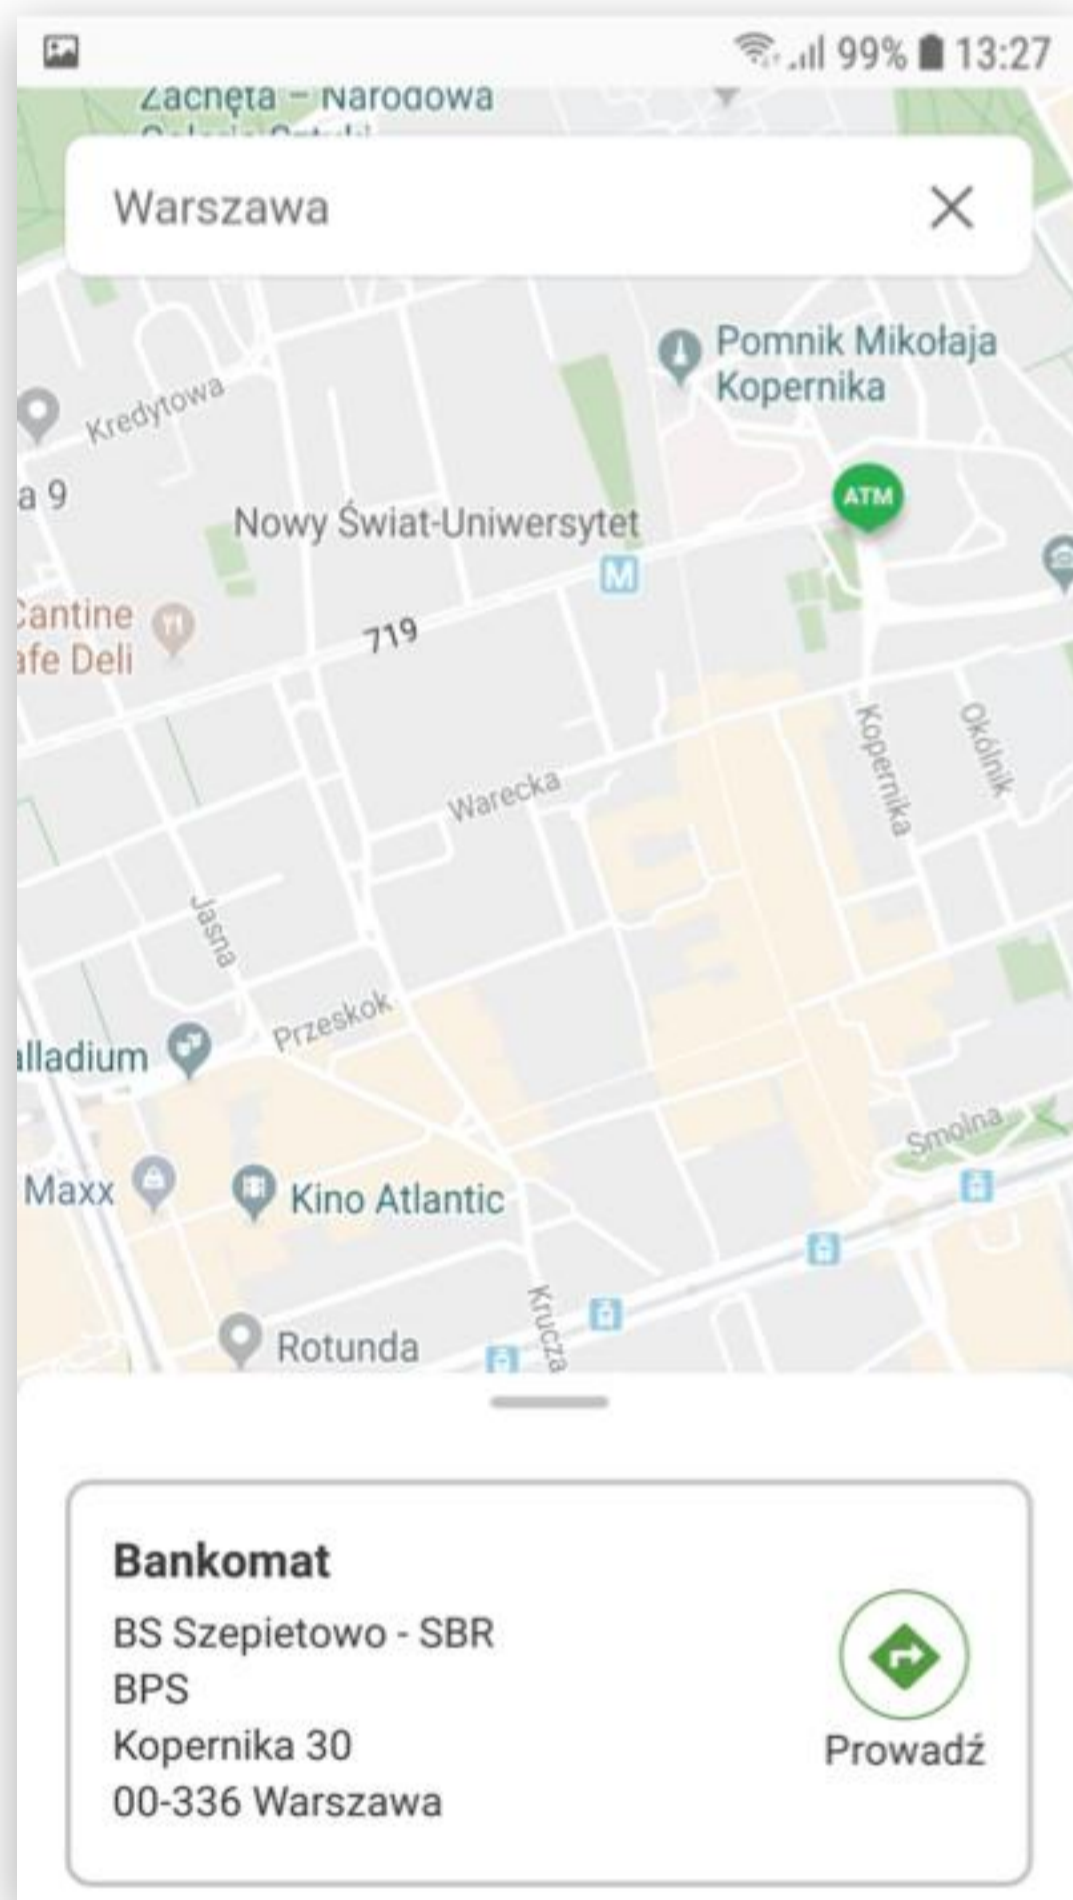 99% 13:27
Zachęta – Narodowa
Warszawa
Pomnik Mikołaja
Kopernika
Kredytowa
a 9
ATM
Nowy Świat-Uniwersytet
M
Cantine
afe Deli
719
Kopernika
Okólnik
Warecka
Jasna
Przeskok
alladium
Smolna
Maxx
Kino Atlantic
Krucza
Rotunda
Bankomat
BS Szepietowo - SBR
BPS
Kopernika 30
00-336 Warszawa
Prowadź